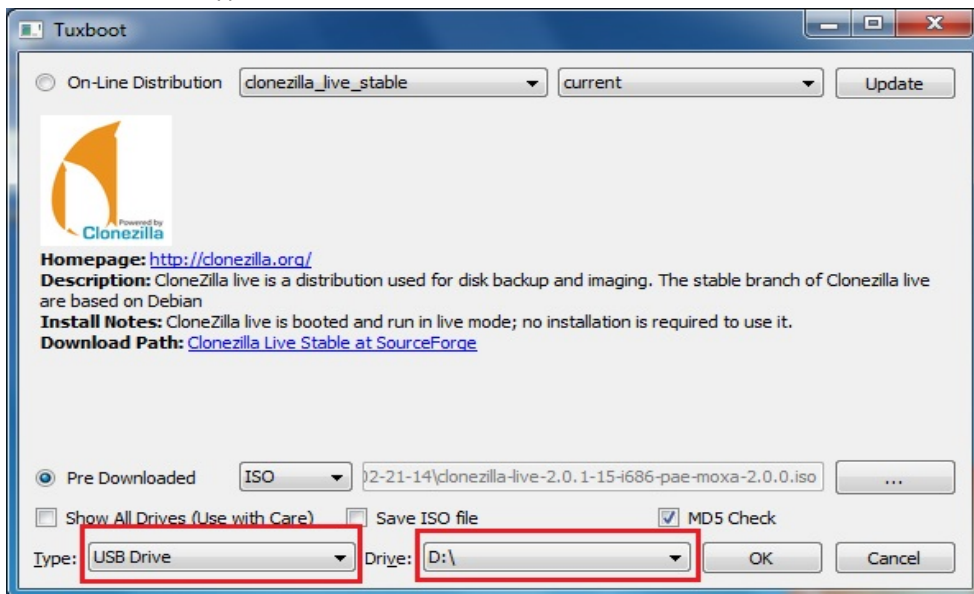 Tuxboot
On-Line Distribution clonezilla_live_stable current Update
Powered by
Clonezilla
Homepage: http://clonezilla.org/
Description: CloneZilla live is a distribution used for disk backup and imaging. The stable branch of Clonezilla live
are based on Debian
Install Notes: CloneZilla live is booted and run in live mode; no installation is required to use it.
Download Path: Clonezilla Live Stable at SourceForge
Pre Downloaded ISO 02-21-14\clonezilla-live-2.0.1-15-i686-pae-moxa-2.0.0.iso ...
Show All Drives (Use with Care) Save ISO file MD5 Check
Type: USB Drive Drive: D:\ OK Cancel